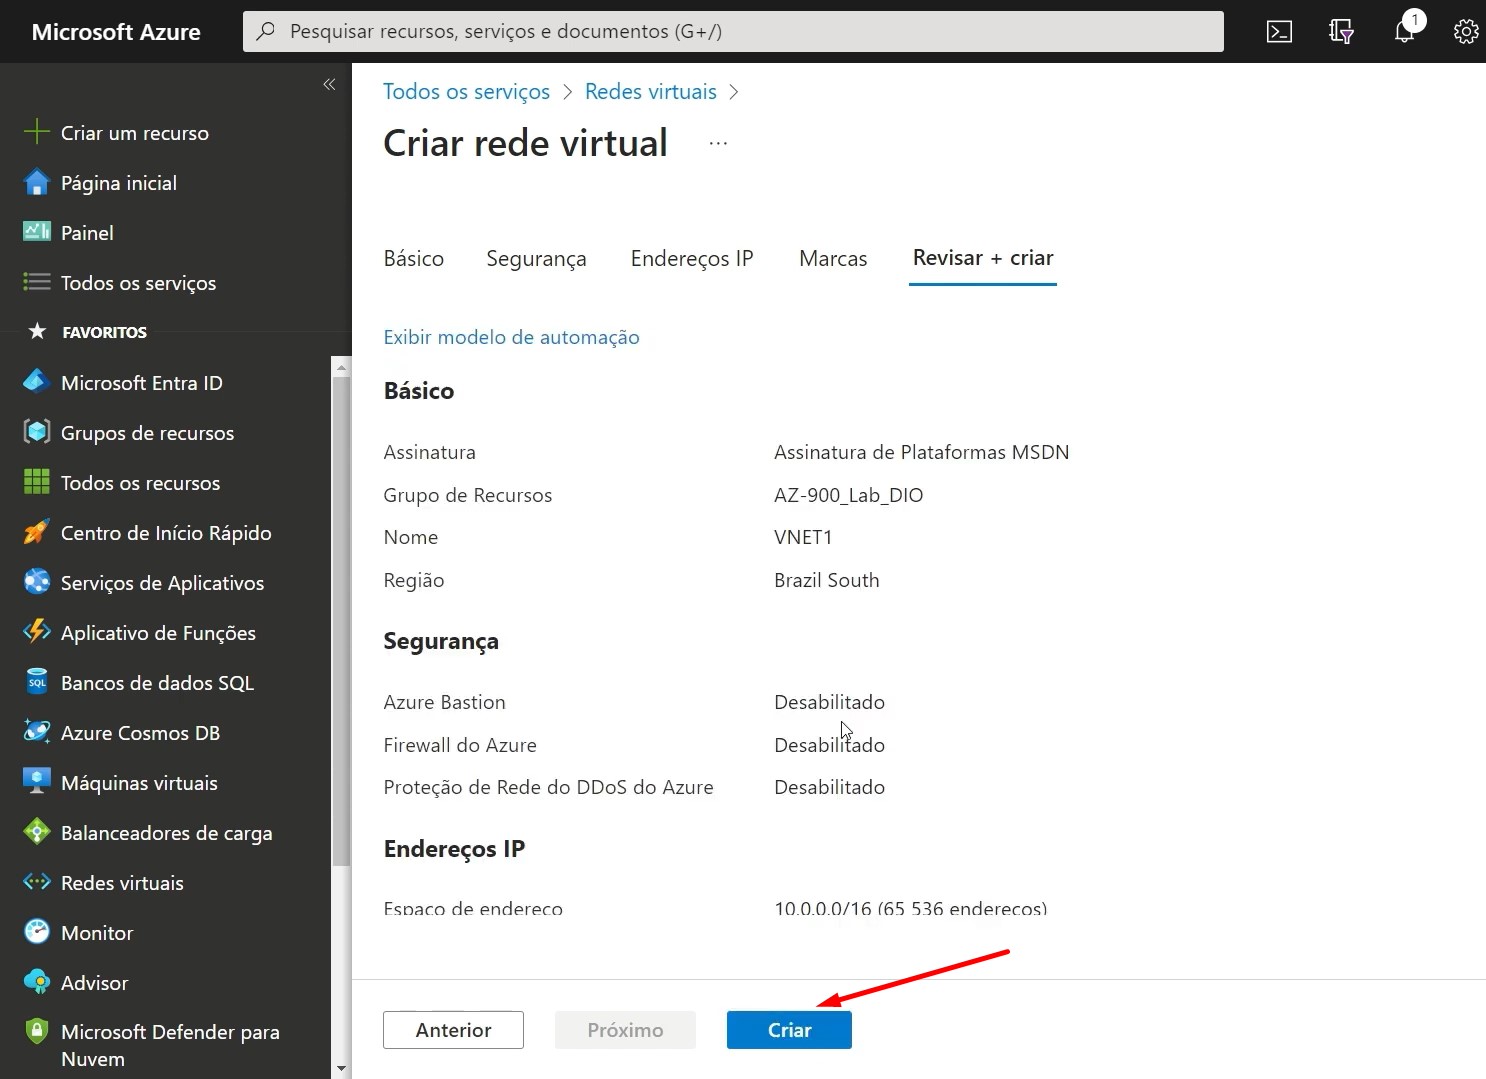 Microsoft Azure
Pesquisar recursos, serviços e documentos (G+/)
1
Criar um recurso
Página inicial
Painel
Todos os serviços
FAVORITOS
Microsoft Entra ID
Grupos de recursos
Todos os recursos
Centro de Início Rápido
Serviços de Aplicativos
Aplicativo de Funções
SQL
Bancos de dados SQL
Azure Cosmos DB
Máquinas virtuais
Balanceadores de carga
Redes virtuais
Monitor
Advisor
Microsoft Defender para
Nuvem
Todos os serviços > Redes virtuais >
Criar rede virtual ...
Básico Segurança Endereços IP Marcas Revisar + criar
Exibir modelo de automação
Básico
Assinatura Assinatura de Plataformas MSDN
Grupo de Recursos AZ-900_Lab_DIO
Nome VNET1
Região Brazil South
Segurança
Azure Bastion Desabilitado
Firewall do Azure Desabilitado
Proteção de Rede do DDoS do Azure Desabilitado
Endereços IP
Espaço de endereço 10.0.0.0/16 (65 536 endereços)
Anterior Próximo Criar